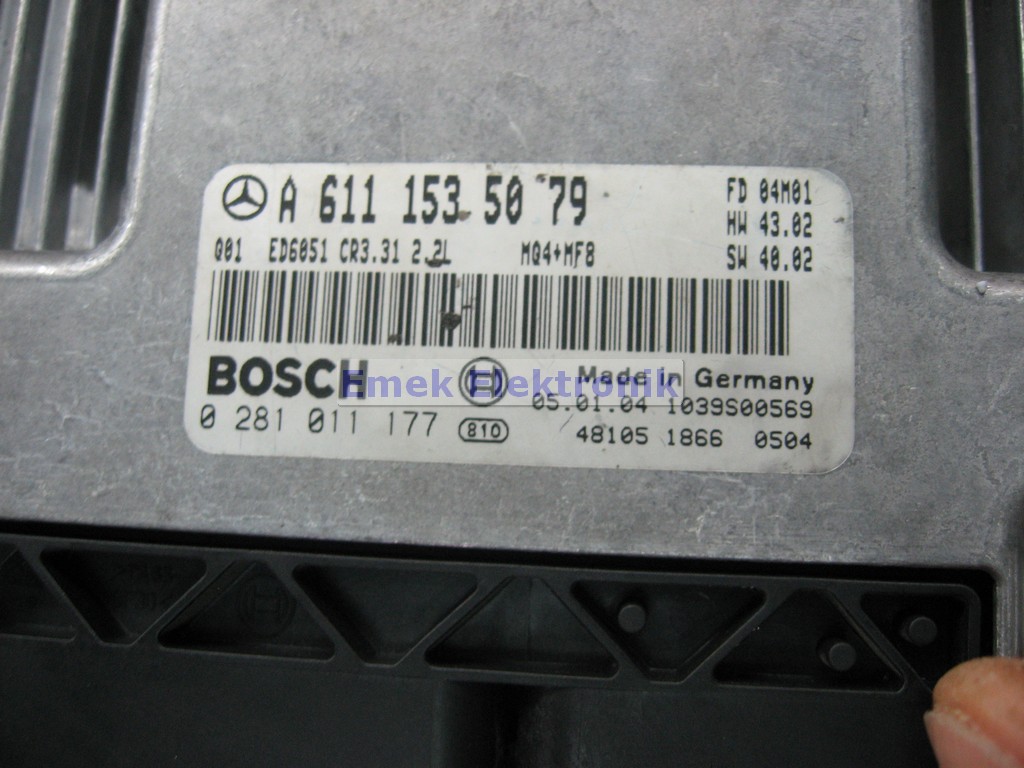 A 611 153 50 79
FD 04M01
HW 43.02
Q01 ED6051 CR3.31 2.2L MQ4+MF8
SW 40.02
BOSCH
Made in Germany
Emek Elektronik
05.01.04 1039S00569
0 281 011 177
810
48105 1866 0504